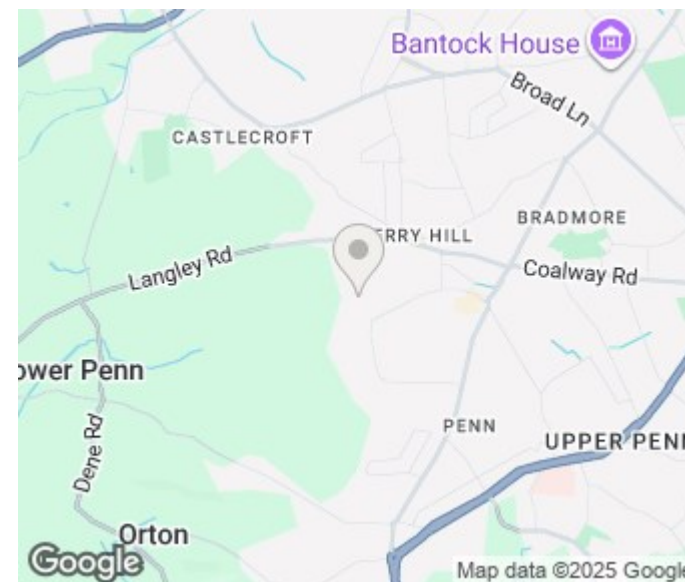 Bantock House
Broad Ln
CASTLECROFT
BRADMORE
ERRY HILL
Langley Rd
Coalway Rd
ower Penn
Dene Rd
PENN
UPPER PENN
Orton
Google
Map data ©2025 Google